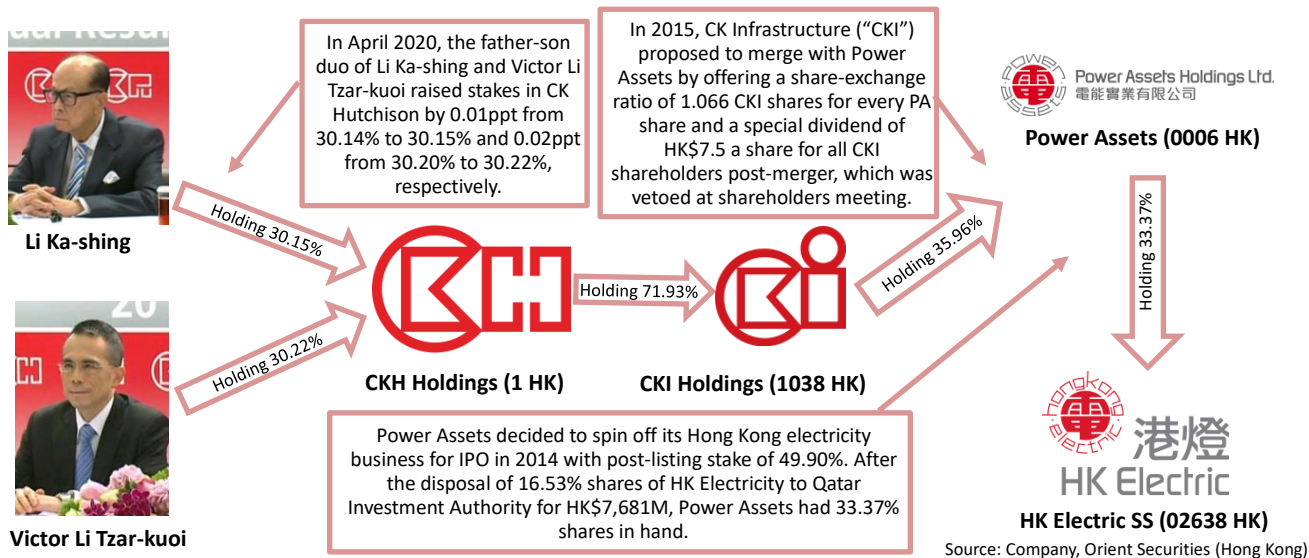 ual Resul
In April 2020, the father-son
duo of Li Ka-shing and Victor Li
Tzar-kuoi raised stakes in CK
Hutchison by 0.01ppt from
30.14% to 30.15% and 0.02ppt
from 30.20% to 30.22%,
respectively.
In 2015, CK Infrastructure (“CKI”)
proposed to merge with Power
Assets by offering a share-exchange
ratio of 1.066 CKI shares for every PA
share and a special dividend of
HK$7.5 a share for all CKI
shareholders post-merger, which was
vetoed at shareholders meeting.
power
assets
Power Assets Holdings Ltd.
電能實業有限公司
Power Assets (0006 HK)
Li Ka-shing
Holding 30.15%
Holding 71.93%
Holding 35.96%
Holding 33.37%
20
Holding 30.22%
CKH
CKi
CKH Holdings (1 HK)
CKI Holdings (1038 HK)
Power Assets decided to spin off its Hong Kong electricity
business for IPO in 2014 with post-listing stake of 49.90%. After
the disposal of 16.53% shares of HK Electricity to Qatar
Investment Authority for HK$7,681M, Power Assets had 33.37%
shares in hand.
hongkong
electric
電
港燈
HK Electric
Victor Li Tzar-kuoi
HK Electric SS (02638 HK)
Source: Company, Orient Securities (Hong Kong)